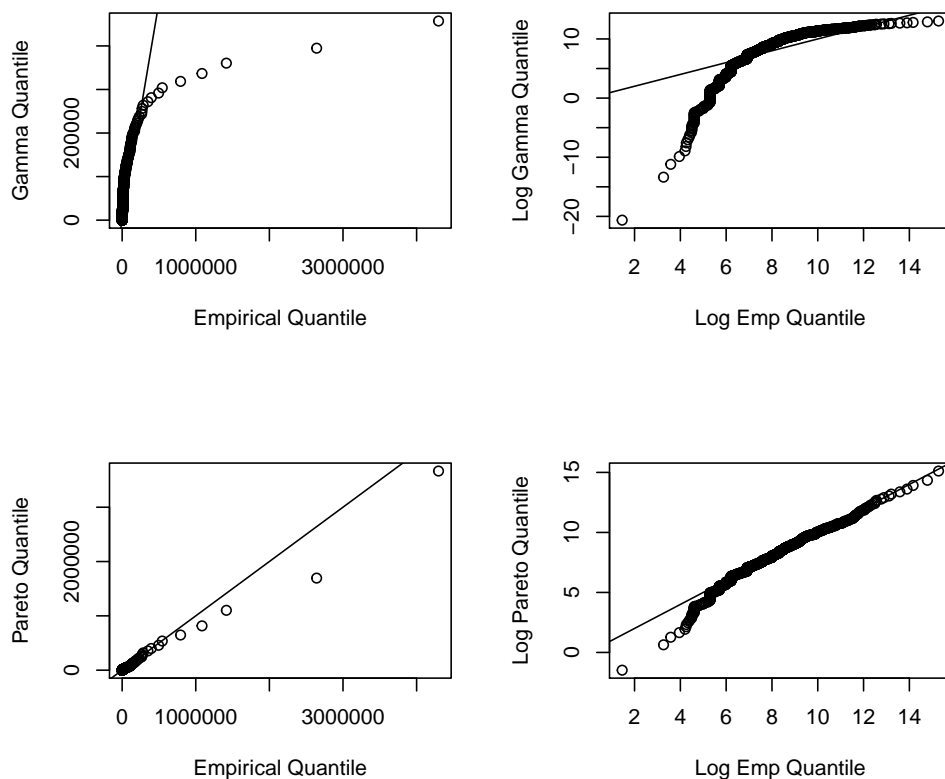 Gamma Quantile
0
200000
0
1000000
3000000
Empirical Quantile
Log Gamma Quantile
10
0
−10
−20
2 4 6 8 10 12 14
Log Emp Quantile
Pareto Quantile
0
2000000
0
1000000
3000000
Empirical Quantile
Log Pareto Quantile
15
10
5
0
2 4 6 8 10 12 14
Log Emp Quantile